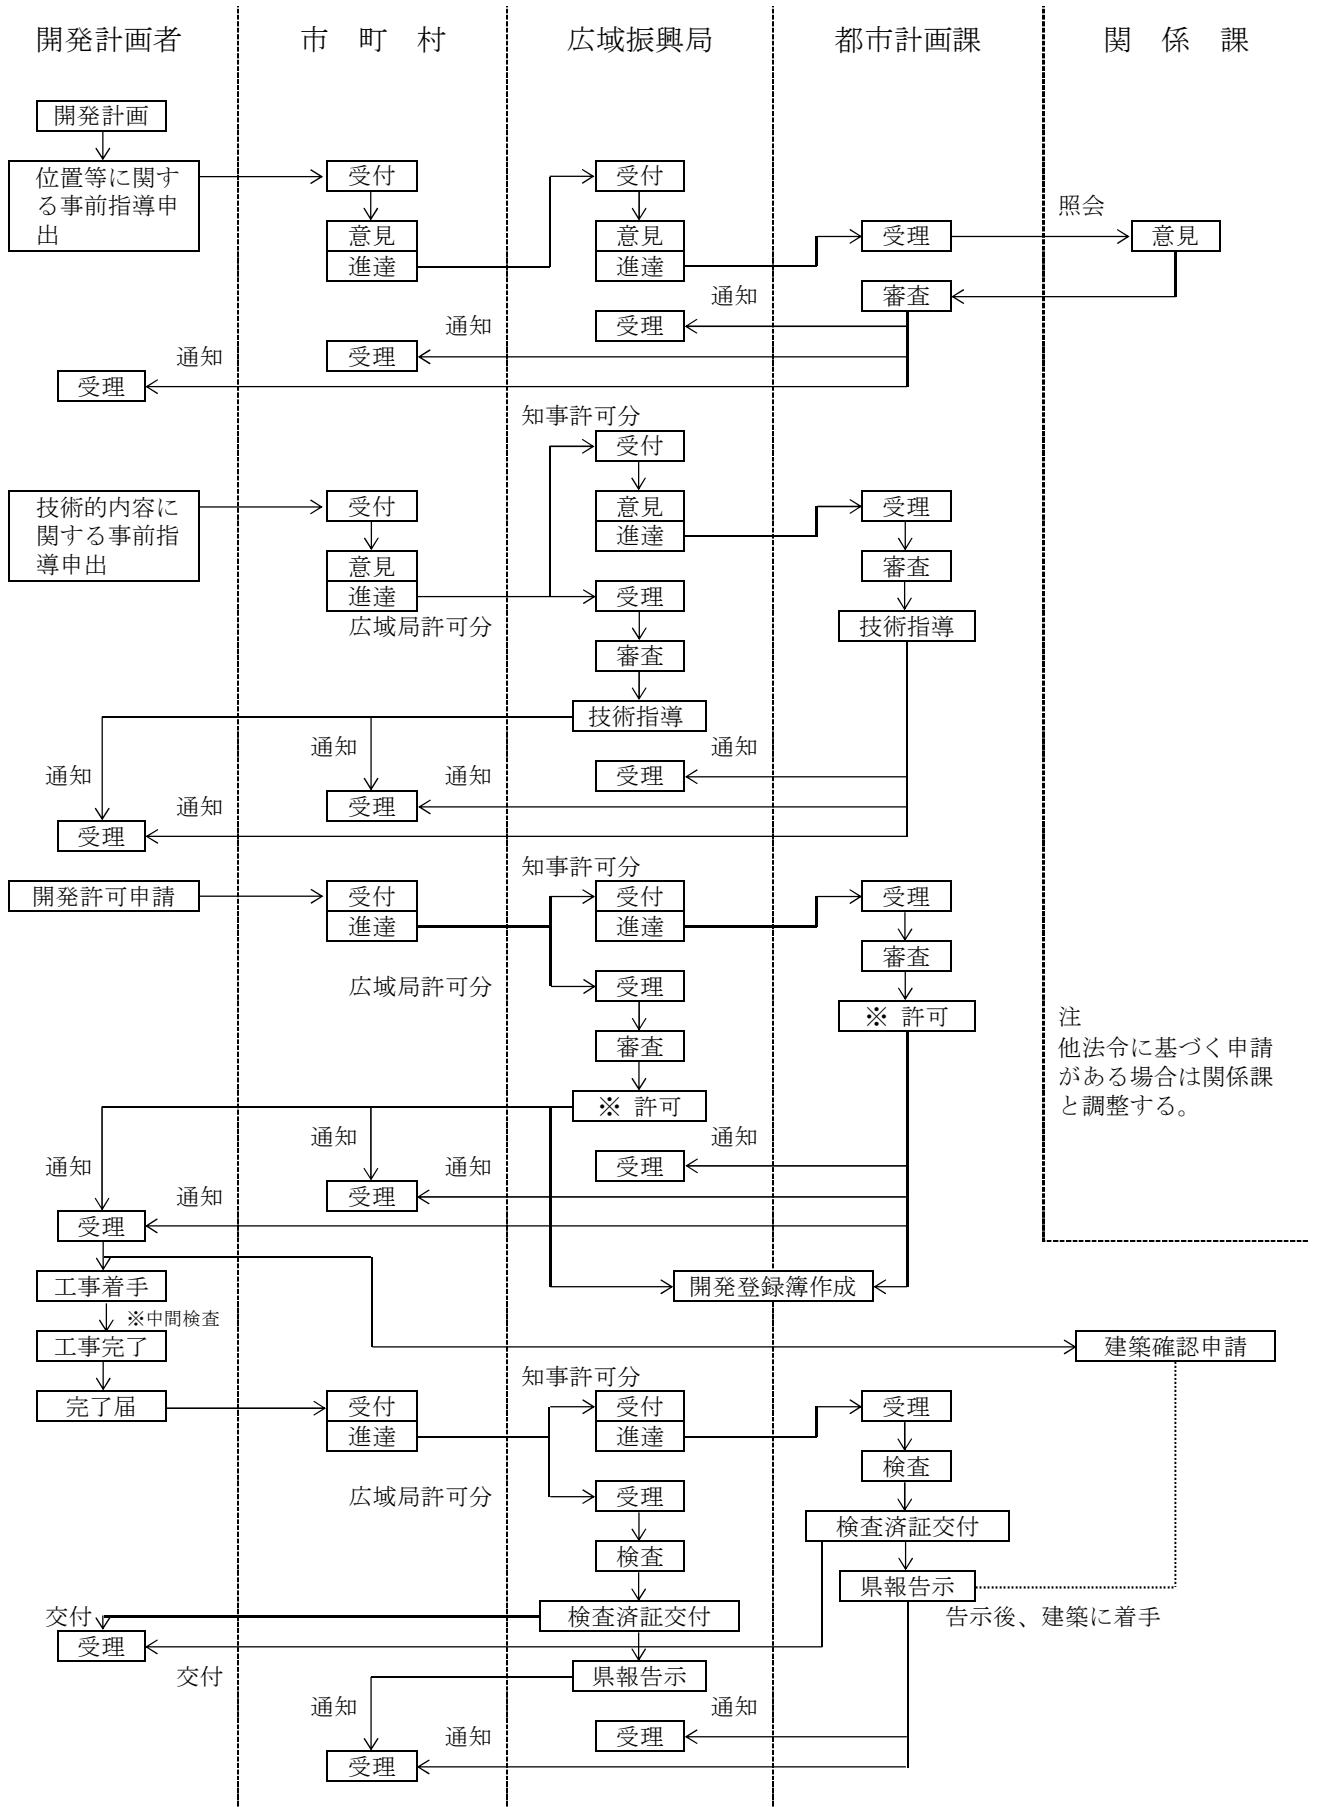 開発計画者
市　町　村
広域振興局
都市計画課
関　係　課
開発計画
位置等に関す
る事前指導申
出
受付
受付
照会
意見
意見
受理
意見
進達
進達
通知
審査
通知
受理
通知
受理
受理
知事許可分
受付
技術的内容に
関する事前指
導申出
受付
意見
受理
進達
意見
審査
進達
受理
広域局許可分
技術指導
審査
技術指導
通知
通知
通知
通知
受理
通知
受理
受理
知事許可分
開発許可申請
受付
受付
受理
進達
進達
審査
広域局許可分
受理
※ 許可
注
他法令に基づく申請
がある場合は関係課
と調整する。
審査
※ 許可
通知
通知
通知
通知
受理
通知
受理
受理
工事着手
開発登録簿作成
※中間検査
工事完了
建築確認申請
知事許可分
完了届
受付
受付
受理
進達
進達
検査
広域局許可分
受理
検査済証交付
検査
県報告示
交付
検査済証交付
告示後、建築に着手
受理
交付
県報告示
通知
通知
通知
受理
受理